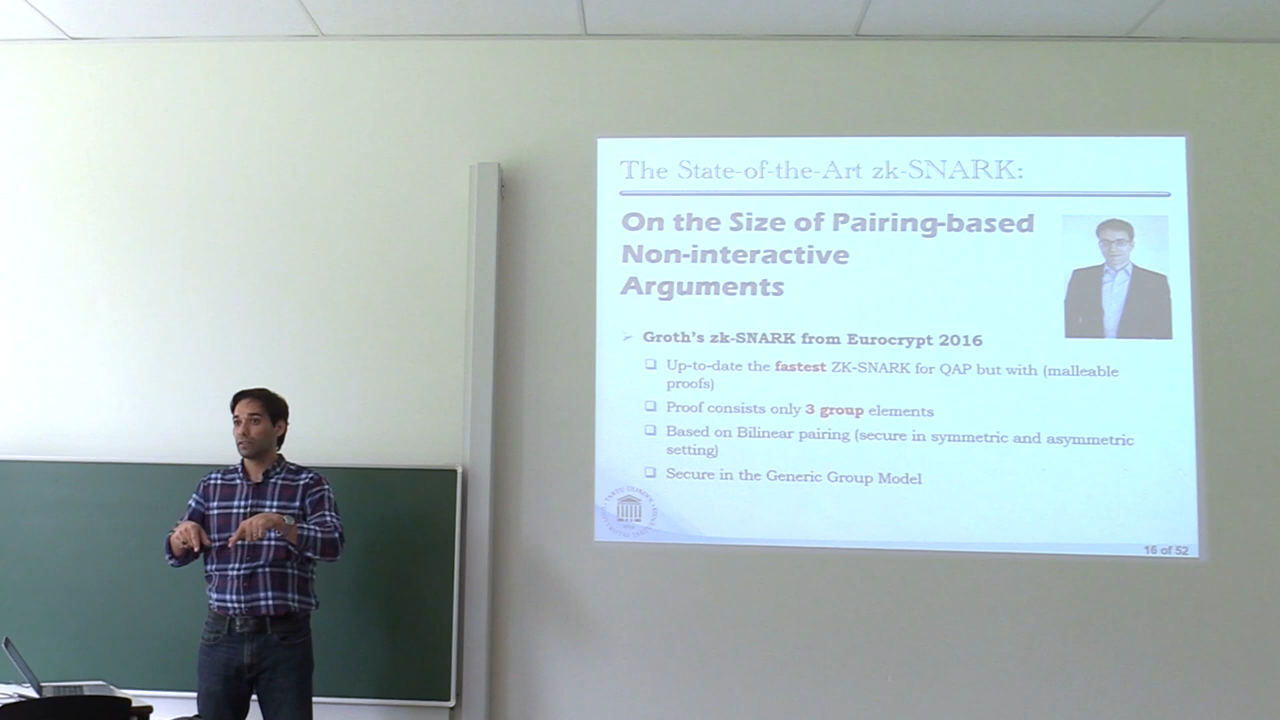 The State-of-the-Art zk-SNARK:
On the Size of Pairing-based
Non-interactive
Arguments
Groth's zk-SNARK from Eurocrypt 2016
Up-to-date the fastest ZK-SNARK for QAP but with (malleable
proofs)
Proof consists only 3 group elements
Based on Bilinear pairing (secure in symmetric and asymmetric
setting)
Secure in the Generic Group Model
16 of 52